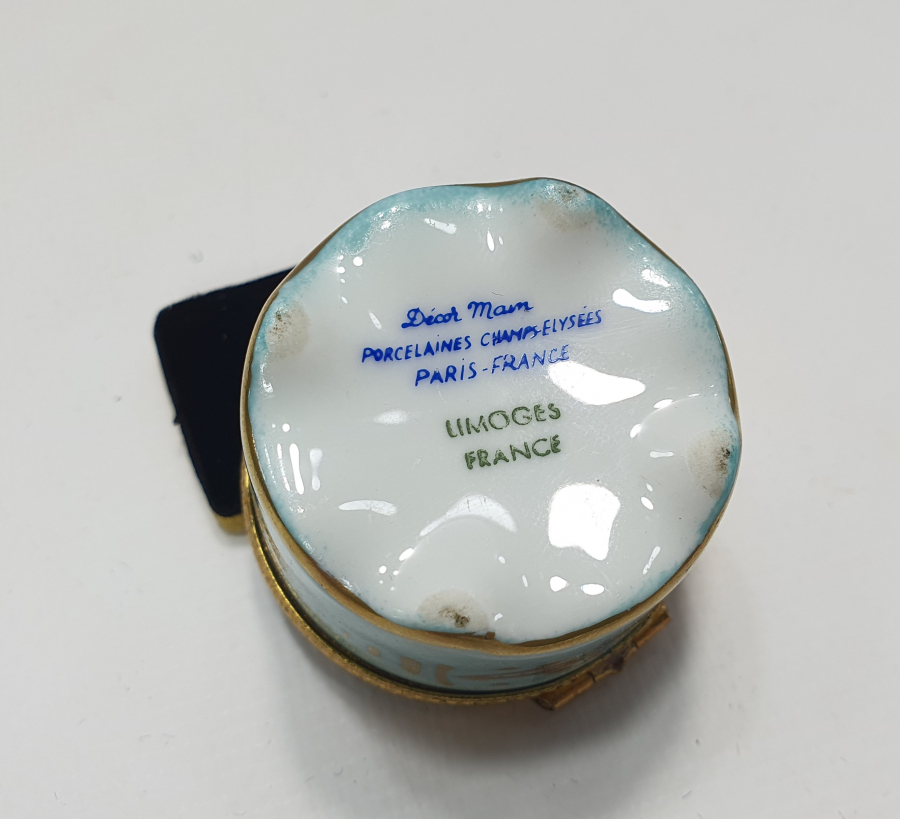 Décor Main
PORCELAINES CHAMPS-ELYSÉES
PARIS-FRANCE
LIMOGES
FRANCE